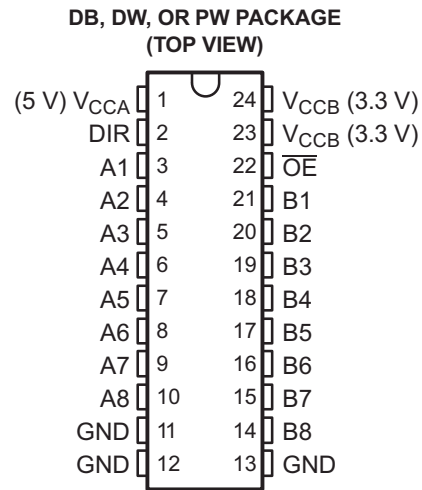 DB, DW, OR PW PACKAGE
(TOP VIEW)
(5 V) VCCA 1 24 VCCB (3.3 V)
DIR 2 23 VCCB (3.3 V)
A1 3 22 O̅E̅
A2 4 21 B1
A3 5 20 B2
A4 6 19 B3
A5 7 18 B4
A6 8 17 B5
A7 9 16 B6
A8 10 15 B7
GND 11 14 B8
GND 12 13 GND